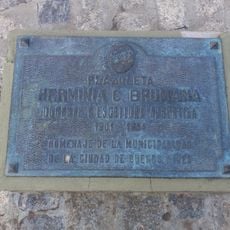 PLAZOLETA
HERMINIA C. BRUMANA
DOCENTE Y ESCRITORA ARGENTINA
HOMENAJE DE LA MUNICIPALIDAD
DE LA CIUDAD DE BUENOS AIRES